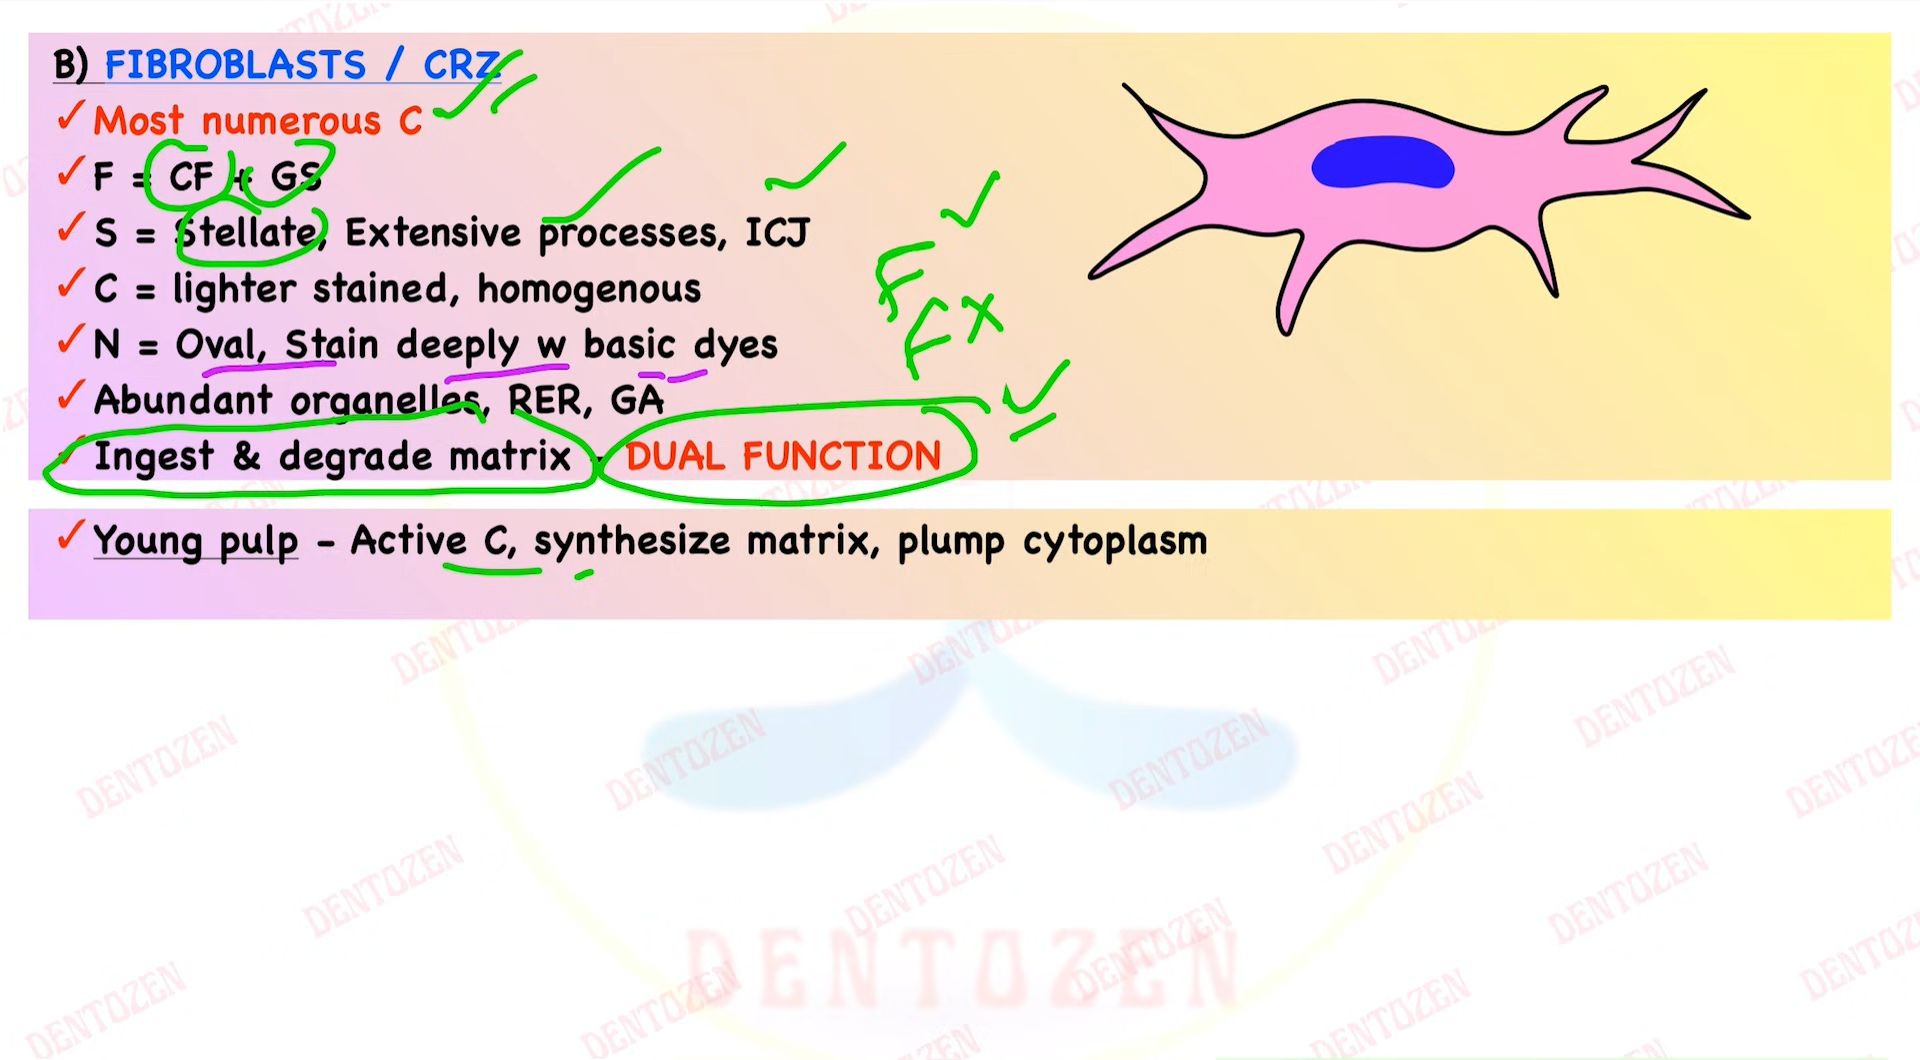 B) FIBROBLASTS / CRZ
✓ Most numerous C
✓ F = CF + GS
✓ S = Stellate, Extensive processes, ICJ
✓ C = lighter stained, homogenous
✓ N = Oval, Stain deeply w basic dyes
✓ Abundant organelles, RER, GA
✓ Ingest & degrade matrix - DUAL FUNCTION
F
F x
✓ Young pulp - Active C, synthesize matrix, plump cytoplasm
DENTOZEN